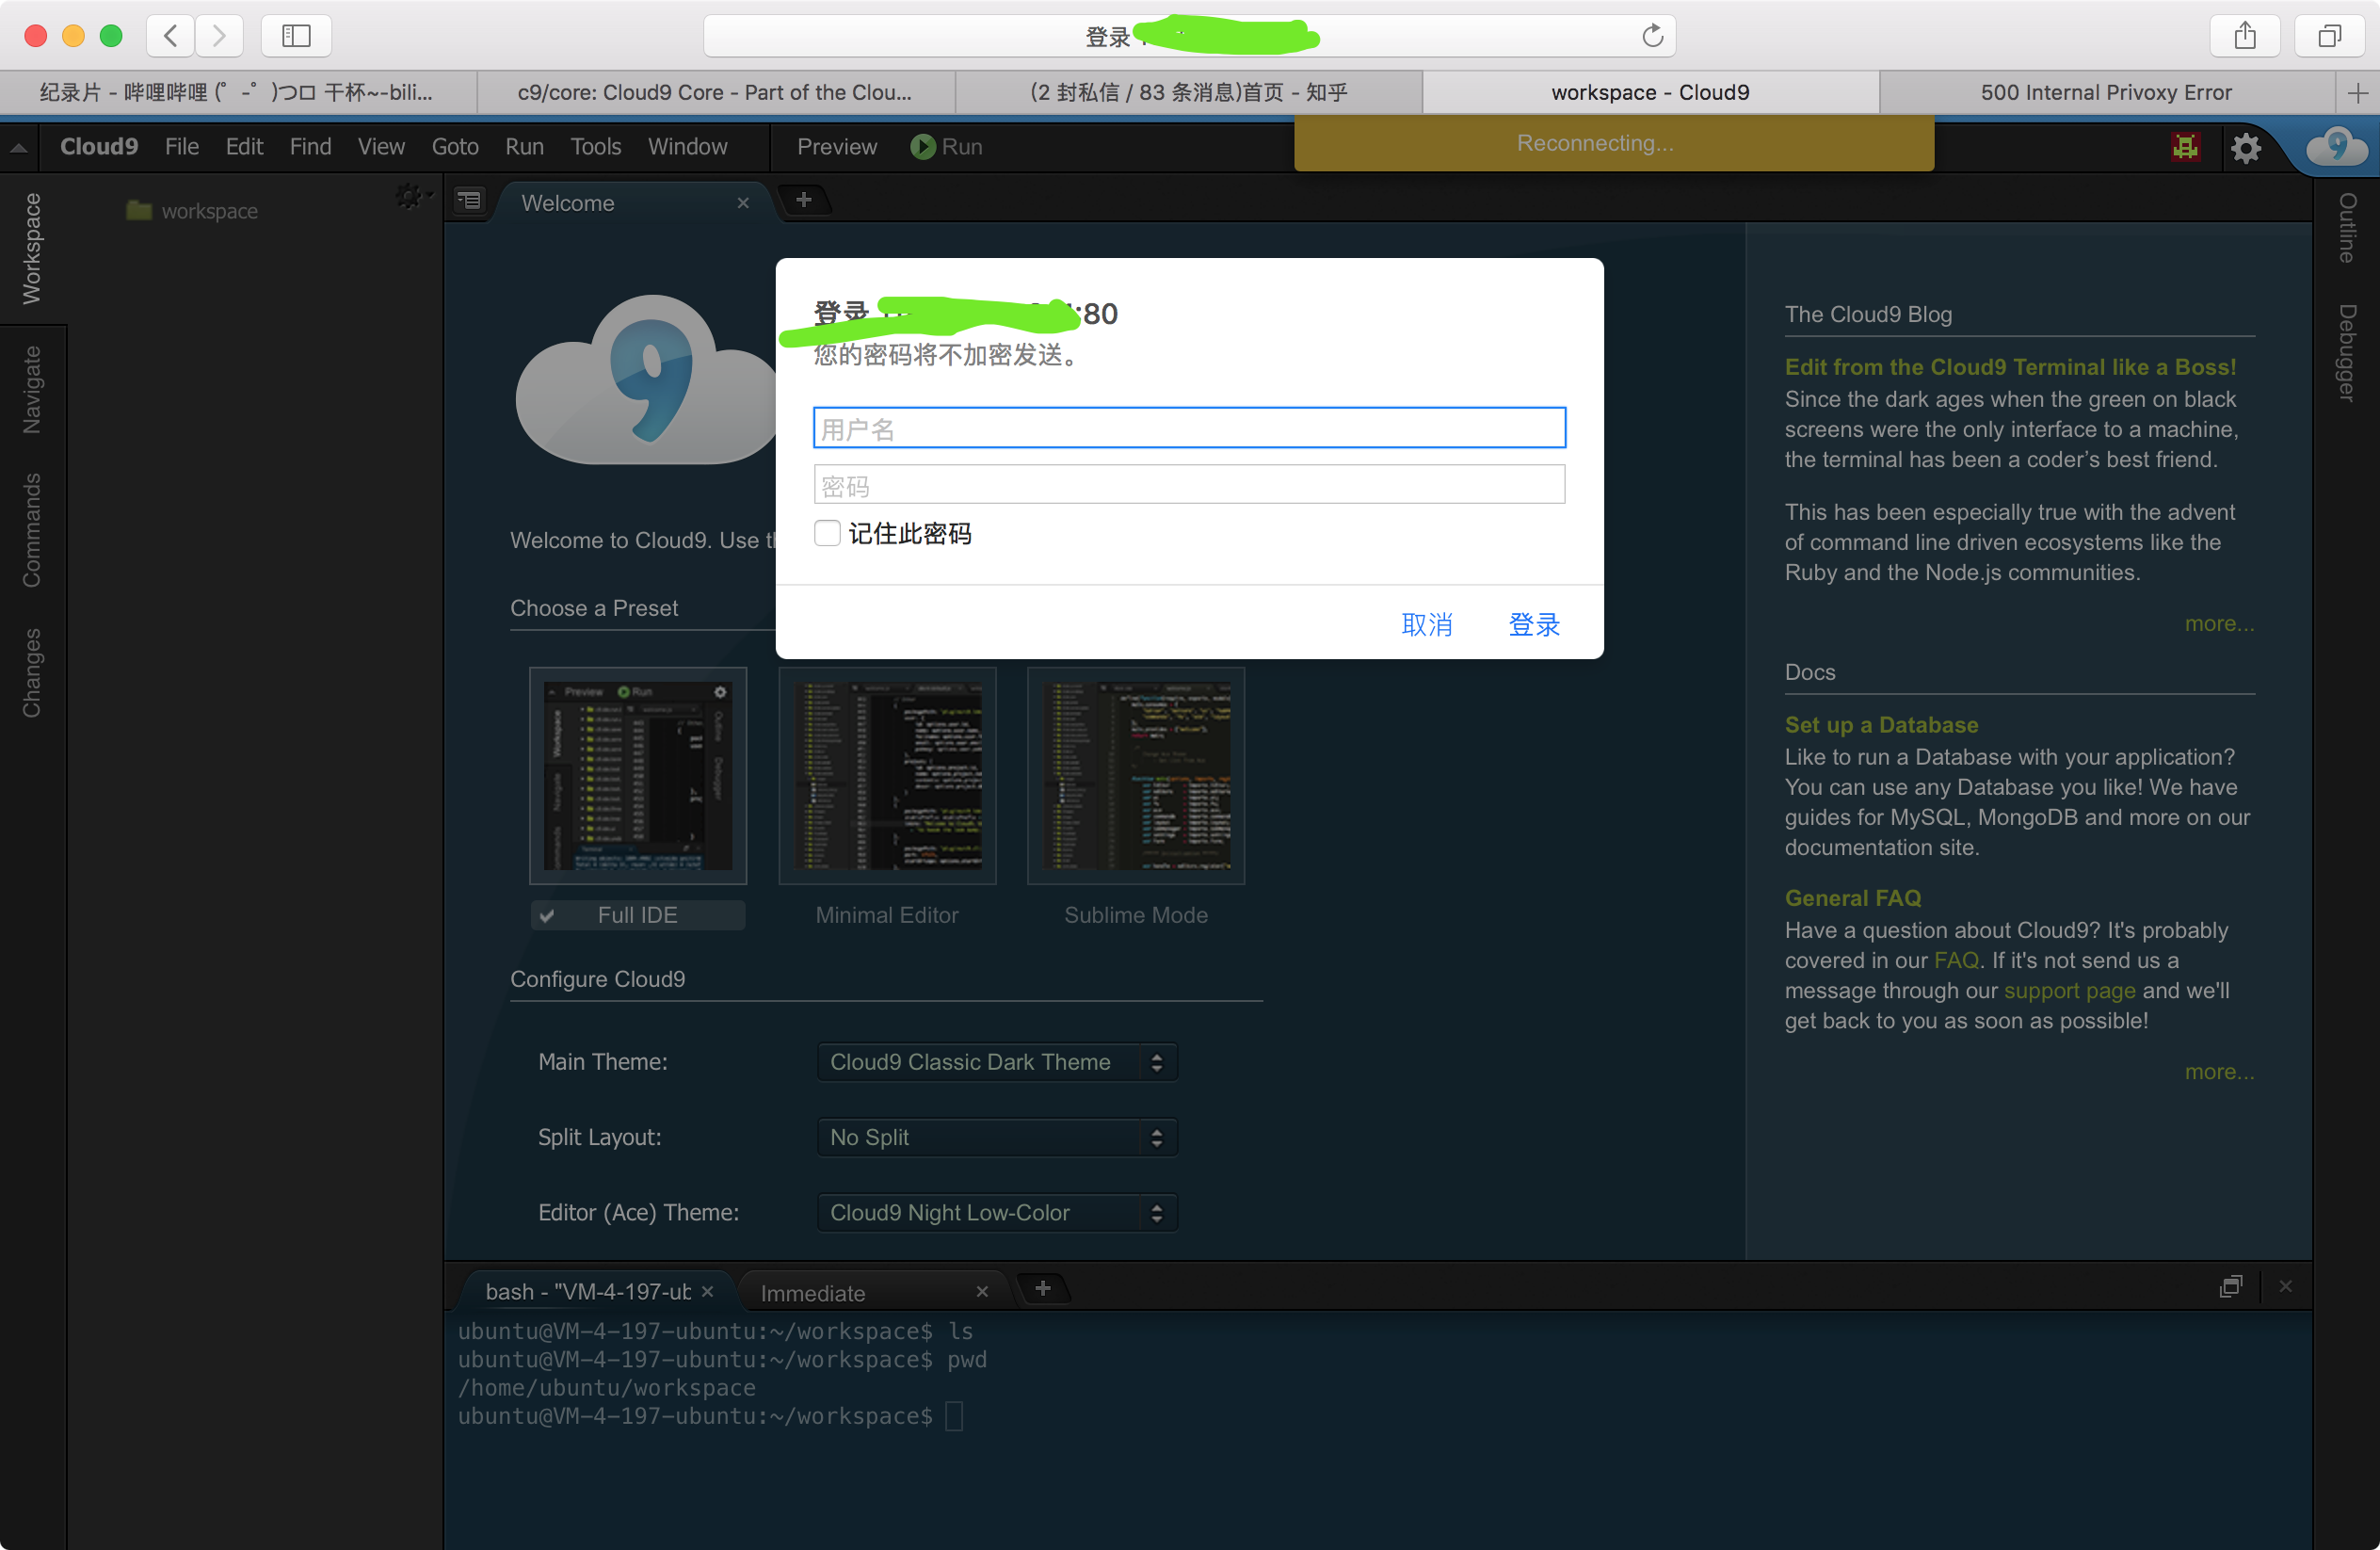 登录
纪录片 - 哔哩哔哩 (゜-゜)つロ 干杯~-bili...
c9/core: Cloud9 Core - Part of the Clou...
(2 封私信 / 83 条消息)首页 - 知乎
workspace - Cloud9
500 Internal Privoxy Error
Cloud9 File Edit Find View Goto Run Tools Window Preview Run
Reconnecting...
Workspace
Navigate
Commands
Changes
workspace
Welcome
登录 :80
您的密码将不加密发送。
用户名
密码
记住此密码
取消 登录
Welcome to Cloud9. Use
Choose a Preset
Preview Run
Full IDE
Minimal Editor
Sublime Mode
Configure Cloud9
Main Theme: Cloud9 Classic Dark Theme
Split Layout: No Split
Editor (Ace) Theme: Cloud9 Night Low-Color
The Cloud9 Blog
Edit from the Cloud9 Terminal like a Boss!
Since the dark ages when the green on black
screens were the only interface to a machine,
the terminal has been a coder’s best friend.
This has been especially true with the advent
of command line driven ecosystems like the
Ruby and the Node.js communities.
more...
Docs
Set up a Database
Like to run a Database with your application?
You can use any Database you like! We have
guides for MySQL, MongoDB and more on our
documentation site.
General FAQ
Have a question about Cloud9? It's probably
covered in our FAQ. If it's not send us a
message through our support page and we'll
get back to you as soon as possible!
more...
Outline
Debugger
bash - "VM-4-197-ub
Immediate
ubuntu@VM-4-197-ubuntu:~/workspace$ ls
ubuntu@VM-4-197-ubuntu:~/workspace$ pwd
/home/ubuntu/workspace
ubuntu@VM-4-197-ubuntu:~/workspace$